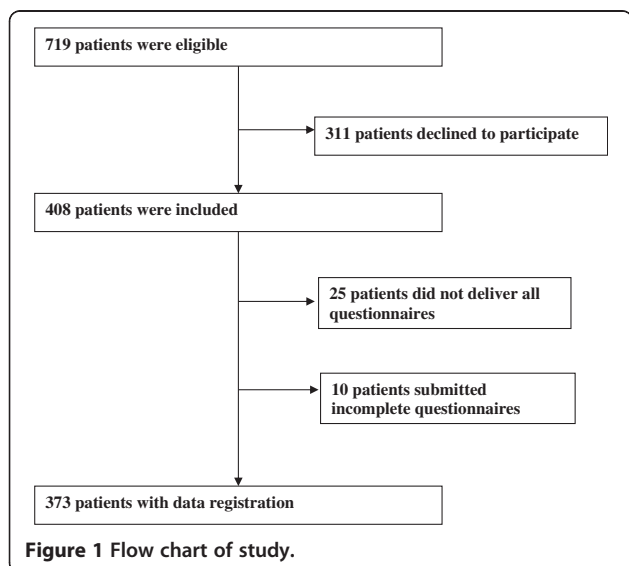 719 patients were eligible
311 patients declined to participate
408 patients were included
25 patients did not deliver all
questionnaires
10 patients submitted
incomplete questionnaires
373 patients with data registration
Figure 1 Flow chart of study.